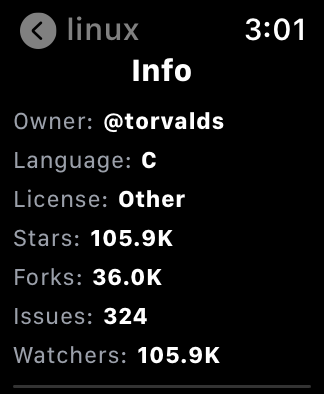 linux 3:01
Info
Owner: @torvalds
Language: C
License: Other
Stars: 105.9K
Forks: 36.0K
Issues: 324
Watchers: 105.9K